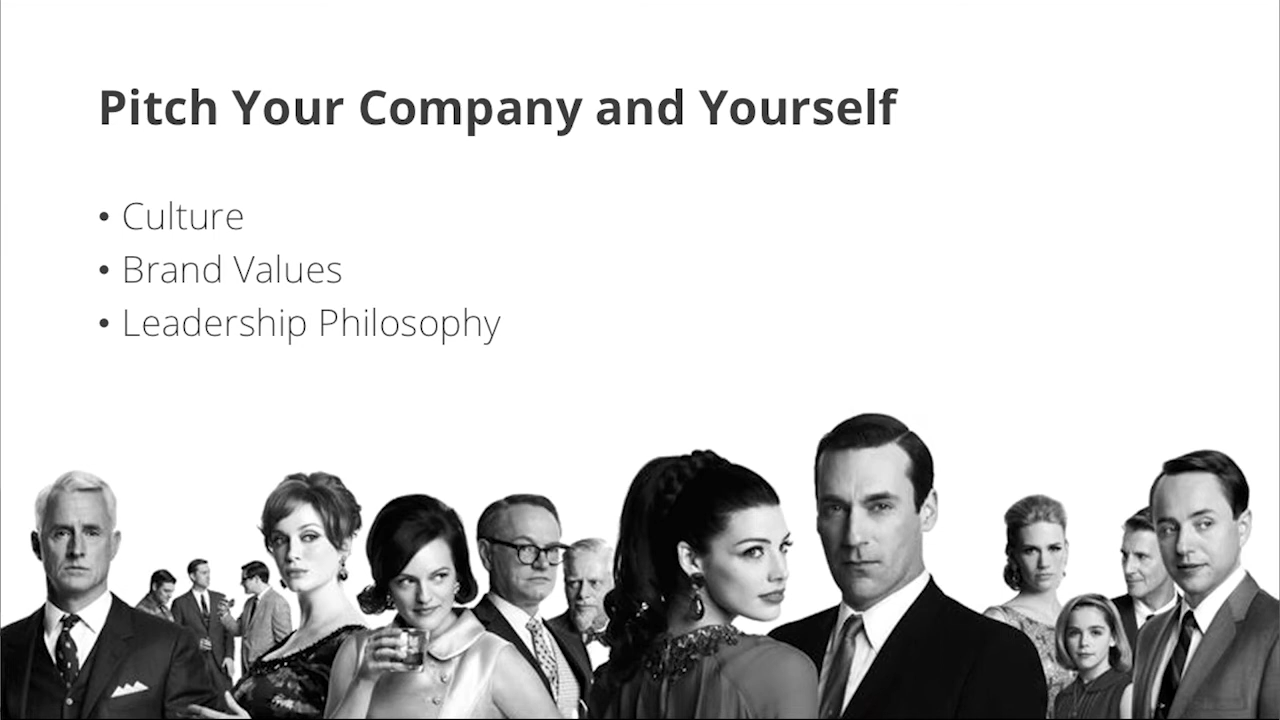 Pitch Your Company and Yourself
• Culture
• Brand Values
• Leadership Philosophy